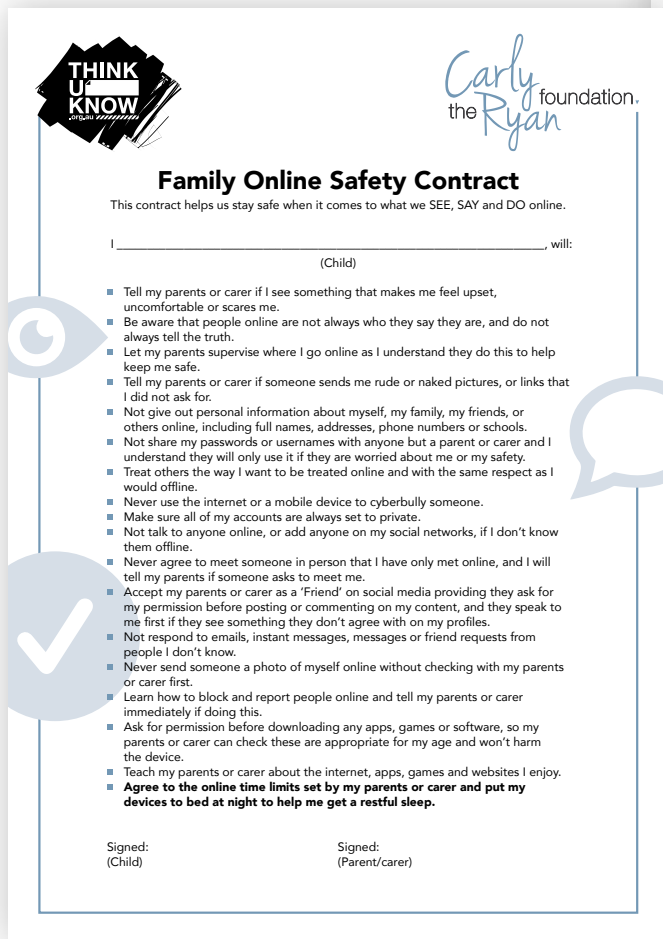 THINK
U
KNOW
.org.au
Carly
the Ryan foundation.
Family Online Safety Contract
This contract helps us stay safe when it comes to what we SEE, SAY and DO online.
I ______________________________________________, will:
(Child)
Tell my parents or carer if I see something that makes me feel upset,
uncomfortable or scares me.
Be aware that people online are not always who they say they are, and do not
always tell the truth.
Let my parents supervise where I go online as I understand they do this to help
keep me safe.
Tell my parents or carer if someone sends me rude or naked pictures, or links that
I did not ask for.
Not give out personal information about myself, my family, my friends, or
others online, including full names, addresses, phone numbers or schools.
Not share my passwords or usernames with anyone but a parent or carer and I
understand they will only use it if they are worried about me or my safety.
Treat others the way I want to be treated online and with the same respect as I
would offline.
Never use the internet or a mobile device to cyberbully someone.
Make sure all of my accounts are always set to private.
Not talk to anyone online, or add anyone on my social networks, if I don't know
them offline.
Never agree to meet someone in person that I have only met online, and I will
tell my parents if someone asks to meet me.
Accept my parents or carer as a 'Friend' on social media providing they ask for
my permission before posting or commenting on my content, and they speak to
me first if they see something they don't agree with on my profiles.
Not respond to emails, instant messages, messages or friend requests from
people I don't know.
Never send someone a photo of myself online without checking with my parents
or carer first.
Learn how to block and report people online and tell my parents or carer
immediately if doing this.
Ask for permission before downloading any apps, games or software, so my
parents or carer can check these are appropriate for my age and won't harm
the device.
Teach my parents or carer about the internet, apps, games and websites I enjoy.
Agree to the online time limits set by my parents or carer and put my
devices to bed at night to help me get a restful sleep.
Signed: Signed:
(Child) (Parent/carer)